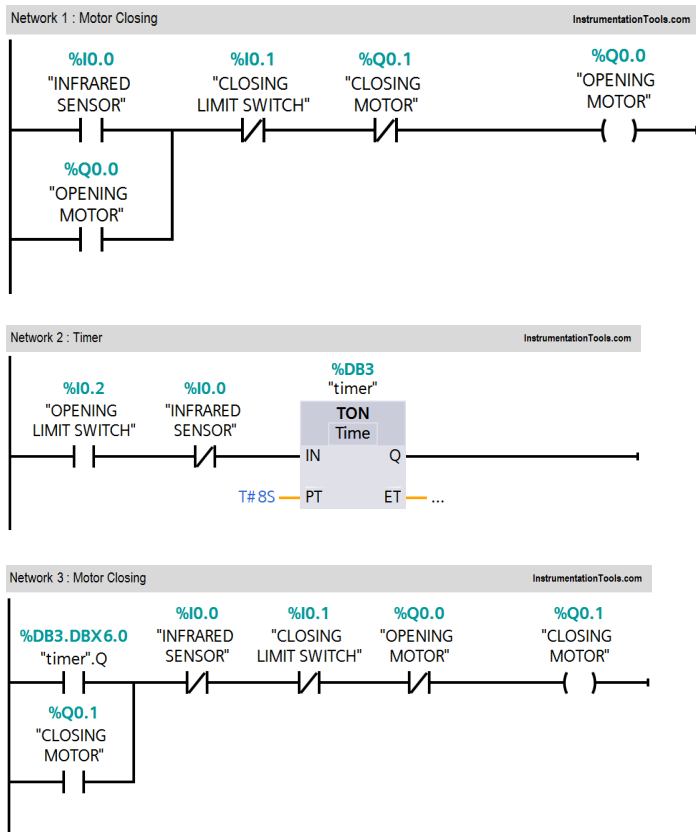 Network 1 : Motor Closing
InstrumentationTools.com
%I0.0
"INFRARED
SENSOR"
%I0.1
"CLOSING
LIMIT SWITCH"
%Q0.1
"CLOSING
MOTOR"
%Q0.0
"OPENING
MOTOR"
%Q0.0
"OPENING
MOTOR"
Network 2 : Timer
InstrumentationTools.com
%I0.2
"OPENING
LIMIT SWITCH"
%I0.0
"INFRARED
SENSOR"
%DB3
"timer"
TON
Time
IN
Q
T#8S
PT
ET
...
Network 3 : Motor Closing
InstrumentationTools.com
%DB3.DBX6.0
"timer".Q
%I0.0
"INFRARED
SENSOR"
%I0.1
"CLOSING
LIMIT SWITCH"
%Q0.0
"OPENING
MOTOR"
%Q0.1
"CLOSING
MOTOR"
%Q0.1
"CLOSING
MOTOR"